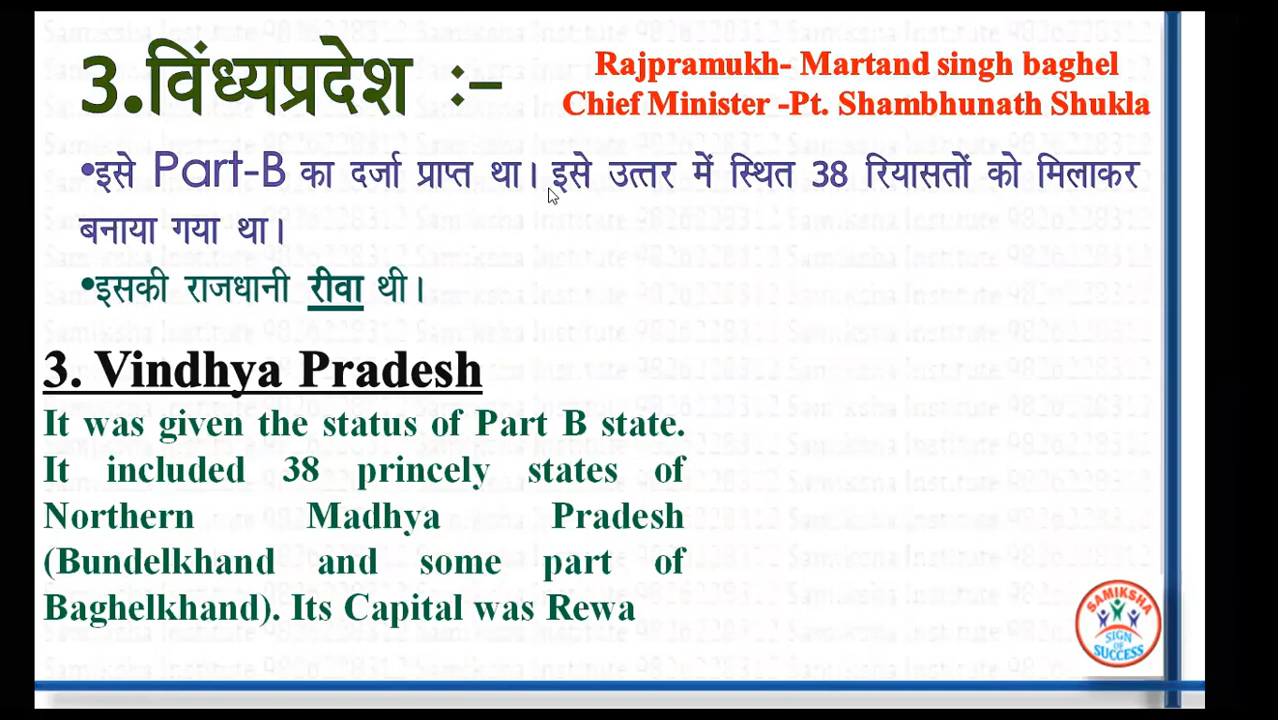 3.विंध्यप्रदेश :–
Rajpramukh- Martand singh baghel
Chief Minister -Pt. Shambhunath Shukla
•इसे Part-B का दर्जा प्राप्त था। इसे उत्तर में स्थित 38 रियासतों को मिलाकर
बनाया गया था।
•इसकी राजधानी रीवा थी।
3. Vindhya Pradesh
It was given the status of Part B state.
It included 38 princely states of
Northern Madhya Pradesh
(Bundelkhand and some part of
Baghelkhand). Its Capital was Rewa
SAMIKSHA
SIGN
OF
SUCCESS